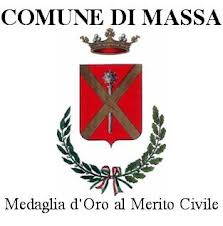 COMUNE DI MASSA
Medaglia d'Oro al Merito Civile